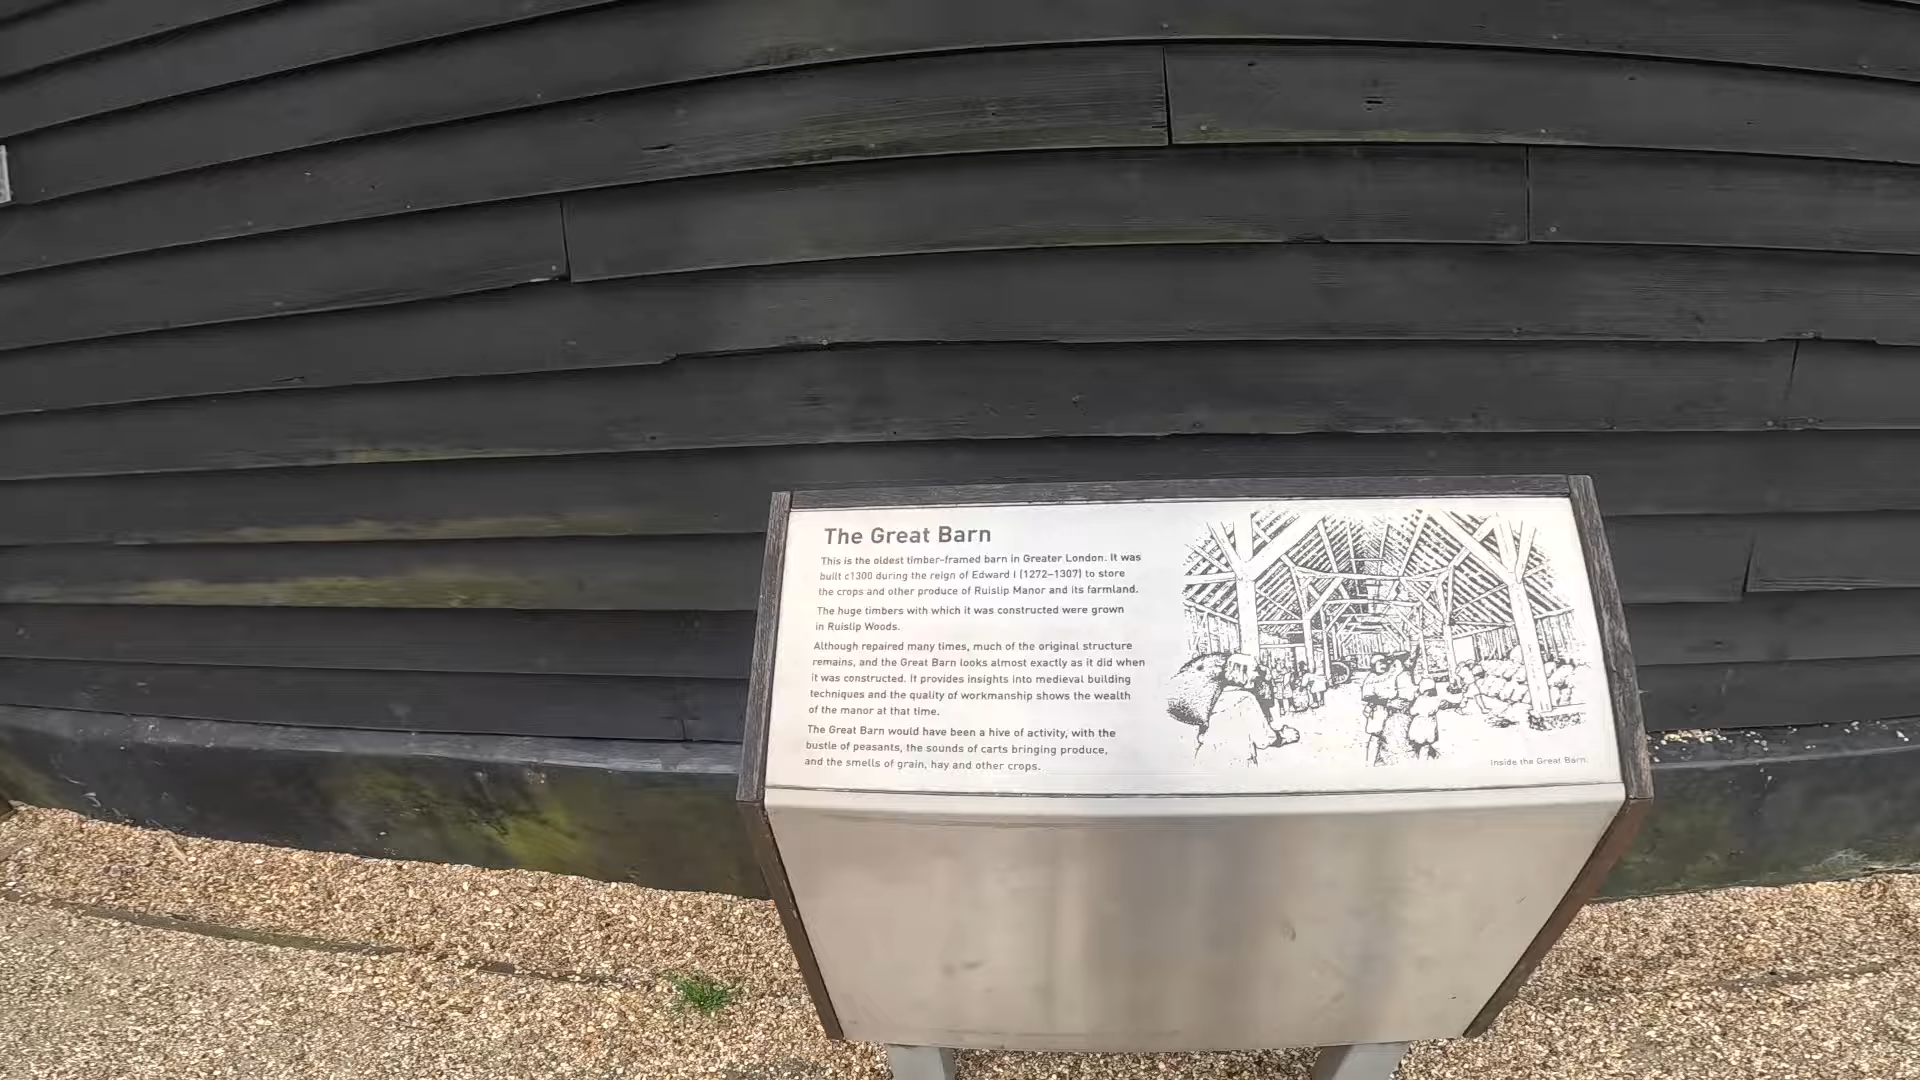 The Great Barn
This is the oldest timber-framed barn in Greater London. It was
built c1300 during the reign of Edward I (1272–1307) to store
the crops and other produce of Ruislip Manor and its farmland.
The huge timbers with which it was constructed were grown
in Ruislip Woods.
Although repaired many times, much of the original structure
remains, and the Great Barn looks almost exactly as it did when
it was constructed. It provides insights into medieval building
techniques and the quality of workmanship shows the wealth
of the manor at that time.
The Great Barn would have been a hive of activity, with the
bustle of peasants, the sounds of carts bringing produce,
and the smells of grain, hay and other crops.
Inside the Great Barn.